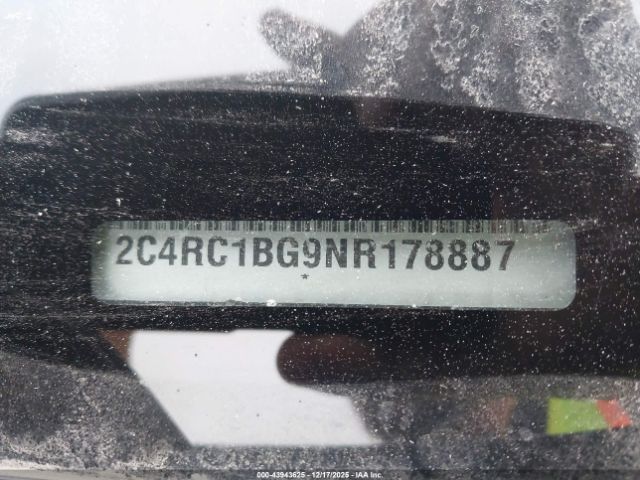 2C4RC1BG9NR178887
*
000-43943625 - 12/17/2025 - IAA Inc.